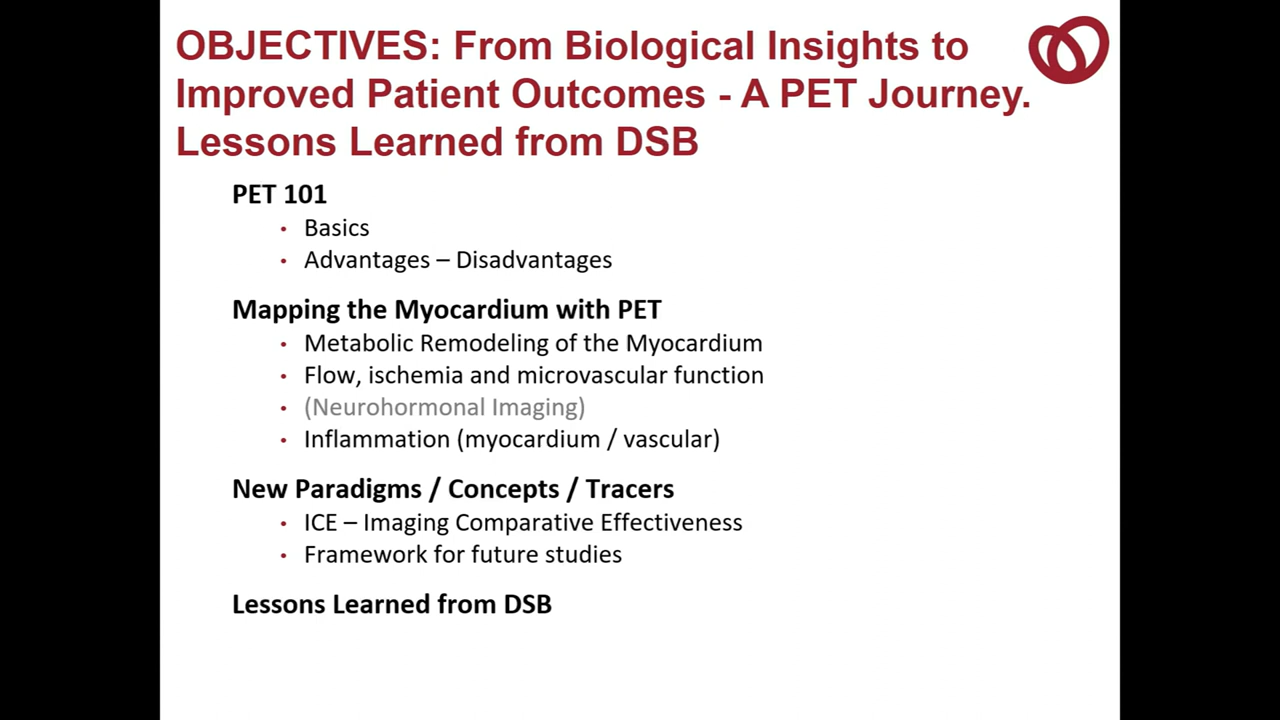 OBJECTIVES: From Biological Insights to
Improved Patient Outcomes - A PET Journey.
Lessons Learned from DSB
PET 101
• Basics
• Advantages – Disadvantages
Mapping the Myocardium with PET
• Metabolic Remodeling of the Myocardium
• Flow, ischemia and microvascular function
• (Neurohormonal Imaging)
• Inflammation (myocardium / vascular)
New Paradigms / Concepts / Tracers
• ICE – Imaging Comparative Effectiveness
• Framework for future studies
Lessons Learned from DSB